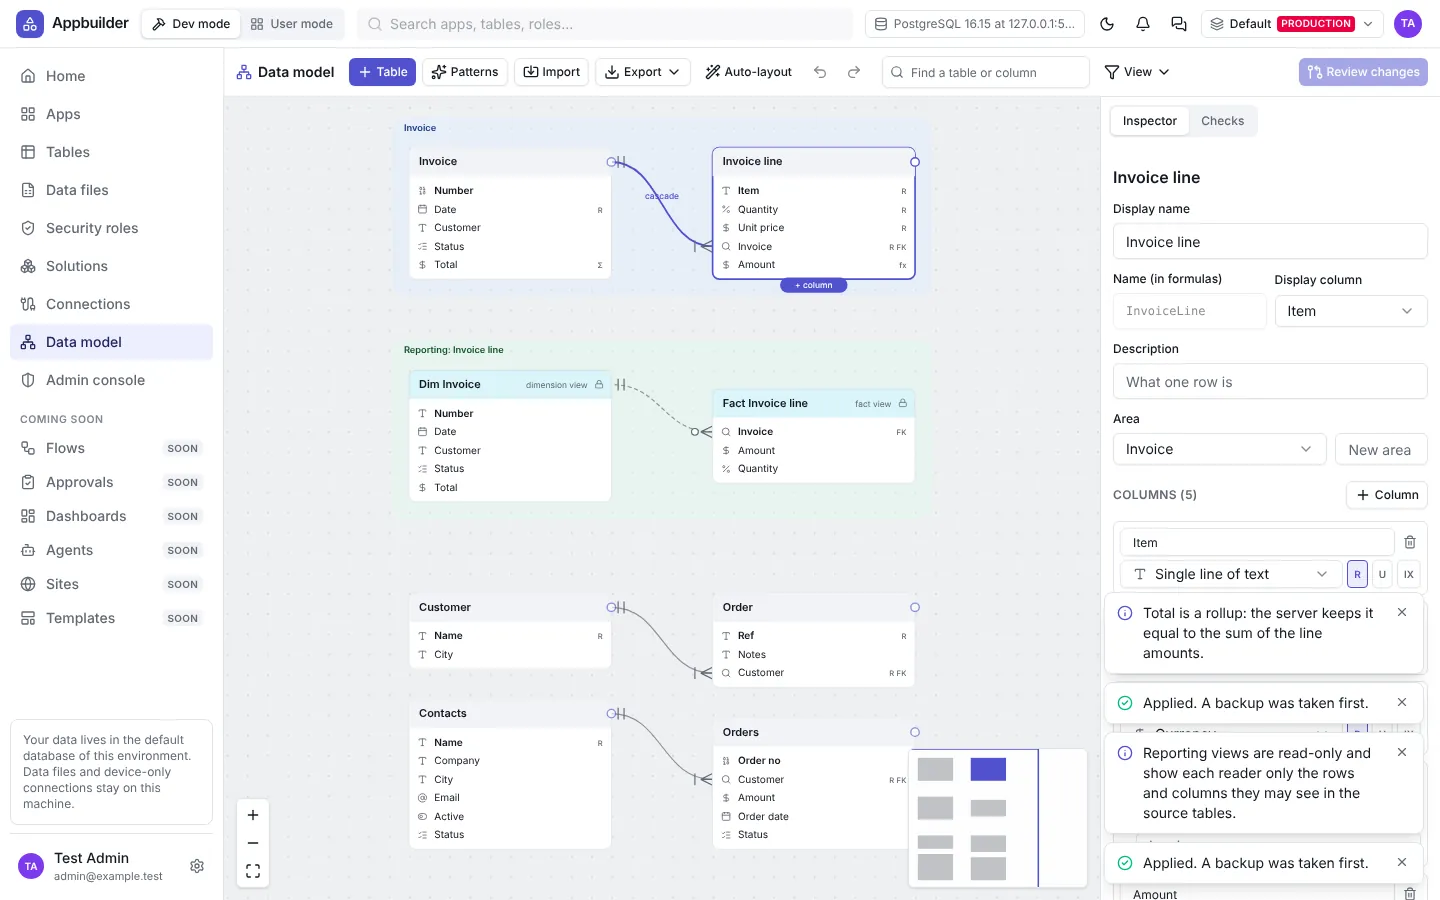 Appbuilder
Dev mode
User mode
Search apps, tables, roles...
PostgreSQL 16.15 at 127.0.0.1:5...
Default PRODUCTION
TA
Home
Apps
Tables
Data files
Security roles
Solutions
Connections
Data model
Admin console
COMING SOON
Flows SOON
Approvals SOON
Dashboards SOON
Agents SOON
Sites SOON
Templates SOON
Your data lives in the default
database of this environment.
Data files and device-only
connections stay on this
machine.
TA
Test Admin
admin@example.test
Data model
Table
Patterns
Import
Export
Auto-layout
Find a table or column
View
Review changes
Invoice
Invoice
Number
Date R
Customer
Status
Total Σ
cascade
Invoice line
Item R
Quantity R
Unit price R
Invoice R FK
Amount fx
+ column
Reporting: Invoice line
Dim Invoice dimension view
Number
Date
Customer
Status
Total
Fact Invoice line fact view
Invoice FK
Amount
Quantity
Customer
Name R
City
Order
Ref R
Notes
Customer R FK
Contacts
Name R
Company
City
Email
Active
Status
Orders
Order no
Customer R FK
Amount
Order date
Status
Inspector
Checks
Invoice line
Display name
Invoice line
Name (in formulas)
InvoiceLine
Display column
Item
Description
What one row is
Area
Invoice
New area
COLUMNS (5)
Column
Item
Single line of text
R U IX
Total is a rollup: the server keeps it
equal to the sum of the line
amounts.
Applied. A backup was taken first.
Reporting views are read-only and
show each reader only the rows
and columns they may see in the
source tables.
Applied. A backup was taken first.
Amount